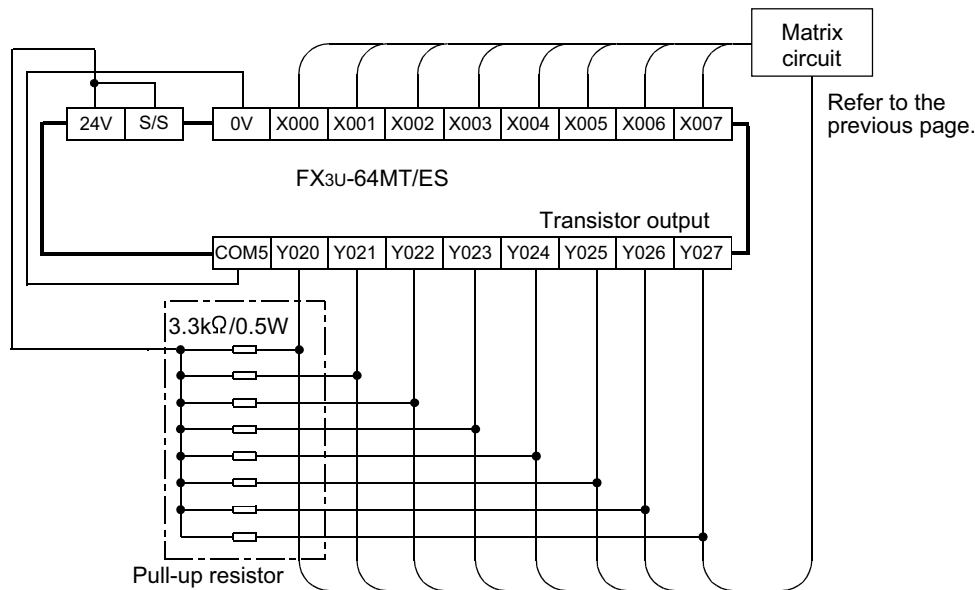 Matrix
circuit
Refer to the
previous page.
24V S/S 0V X000 X001 X002 X003 X004 X005 X006 X007
FX3U-64MT/ES
Transistor output
COM5 Y020 Y021 Y022 Y023 Y024 Y025 Y026 Y027
3.3kΩ/0.5W
Pull-up resistor